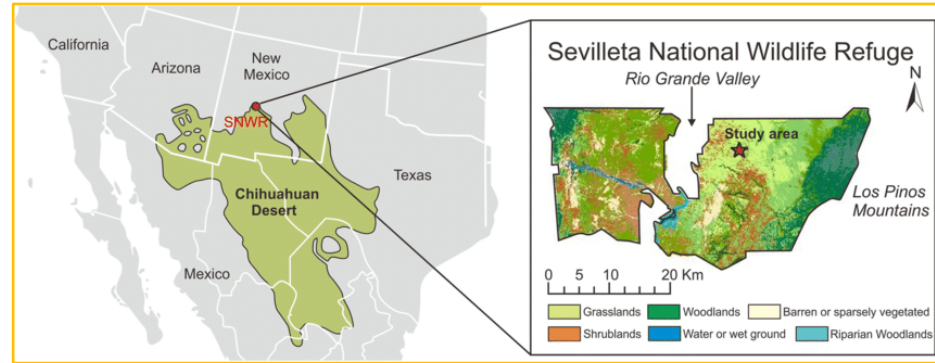 California
Arizona
New
Mexico
SNWR
Texas
Chihuahuan
Desert
Mexico
Sevilleta National Wildlife Refuge
Rio Grande Valley
N
Study area
Los Pinos
Mountains
0 5 10 20 Km
Grasslands Woodlands Barren or sparsely vegetated
Shrublands Water or wet ground Riparian Woodlands